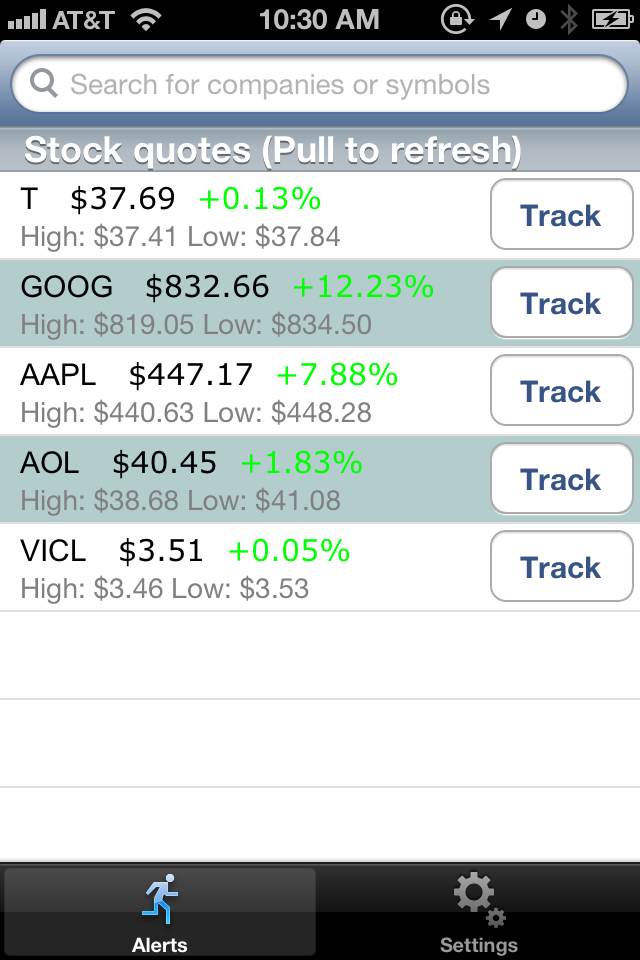 AT&T 10:30 AM
Search for companies or symbols
Stock quotes (Pull to refresh)
T $37.69 +0.13%
High: $37.41 Low: $37.84
Track
GOOG $832.66 +12.23%
High: $819.05 Low: $834.50
Track
AAPL $447.17 +7.88%
High: $440.63 Low: $448.28
Track
AOL $40.45 +1.83%
High: $38.68 Low: $41.08
Track
VICL $3.51 +0.05%
High: $3.46 Low: $3.53
Track
Alerts Settings